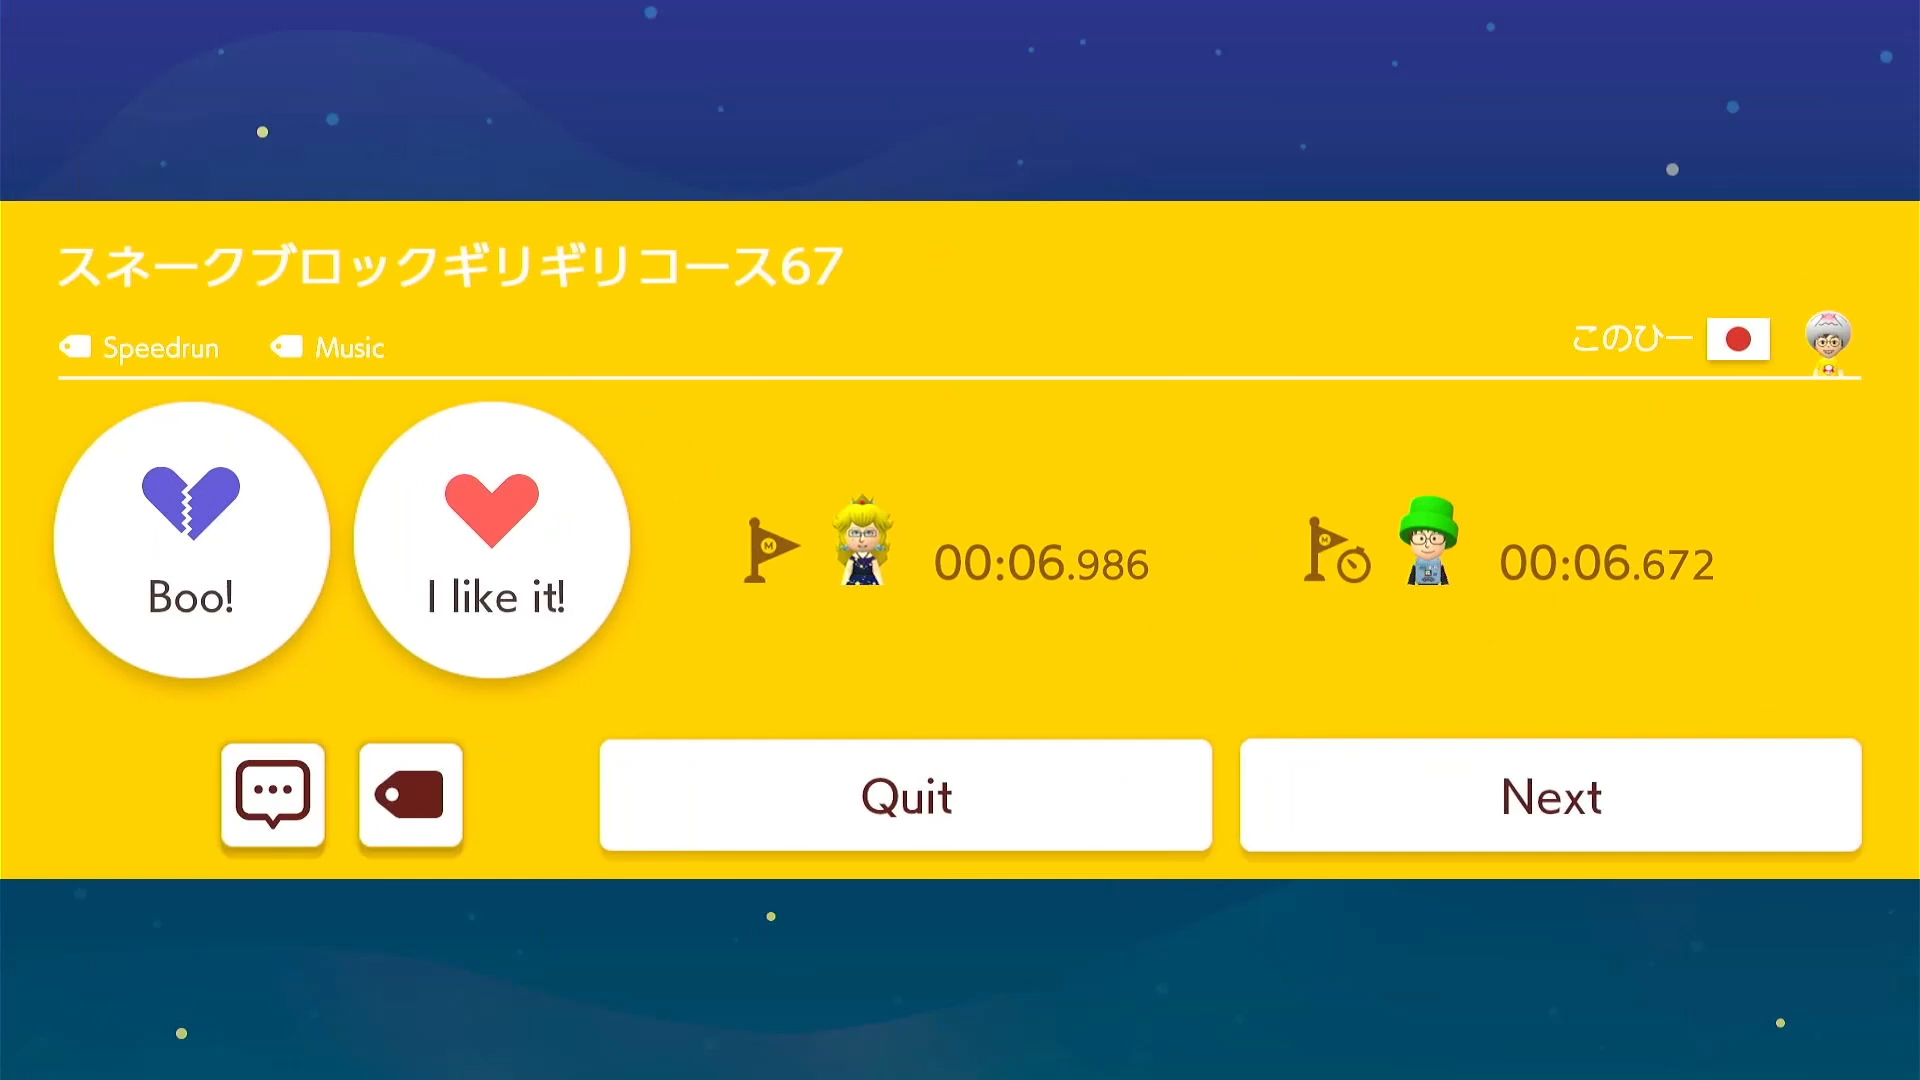 スネークブロックギリギリコース67
Speedrun Music
このひー
Boo!
I like it!
M 00:06.986
M 00:06.672
Quit
Next